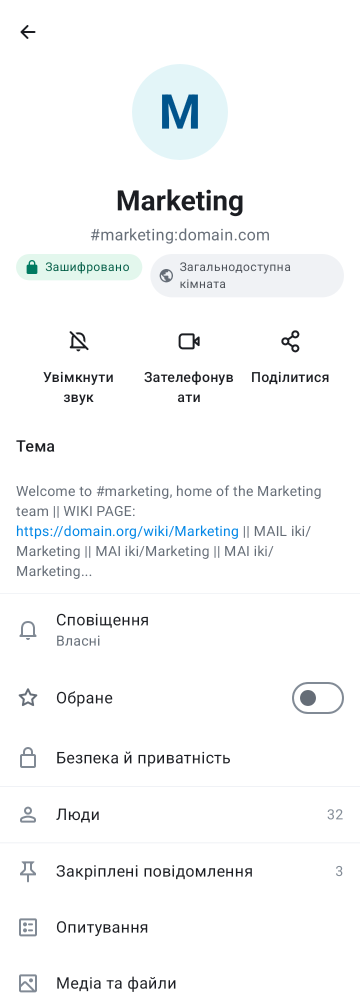 M
Marketing
#marketing:domain.com
Зашифровано
Загальнодоступна
кімната
Увімкнути
звук
Зателефонув
ати
Поділитися
Тема
Welcome to #marketing, home of the Marketing
team || WIKI PAGE:
https://domain.org/wiki/Marketing || MAIL iki/
Marketing || MAI iki/Marketing || MAI iki/
Marketing...
Сповіщення
Власні
Обране
Безпека й приватність
Люди
32
Закріплені повідомлення
3
Опитування
Медіа та файли